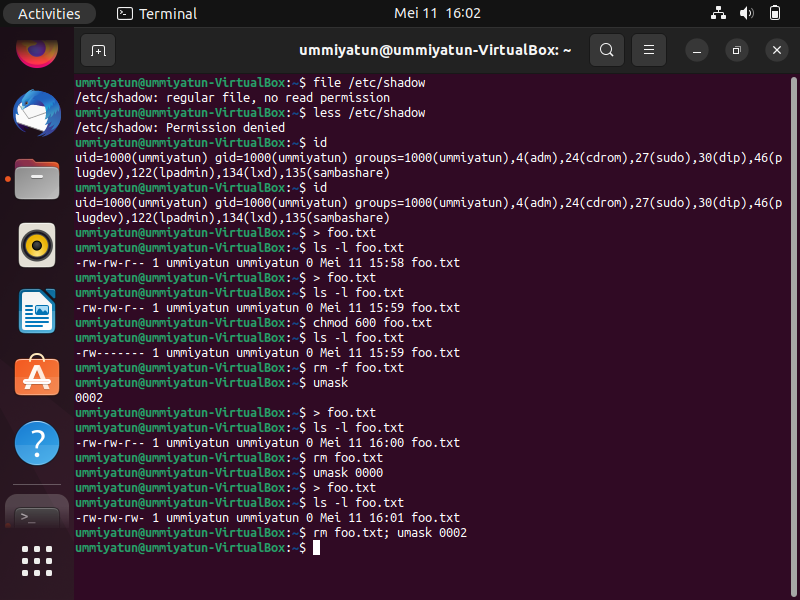 Activities
Terminal
Mei 11 16:02
ummiyatun@ummiyatun-VirtualBox: ~
ummiyatun@ummiyatun-VirtualBox:~$ file /etc/shadow
/etc/shadow: regular file, no read permission
ummiyatun@ummiyatun-VirtualBox:~$ less /etc/shadow
/etc/shadow: Permission denied
ummiyatun@ummiyatun-VirtualBox:~$ id
uid=1000(ummiyatun) gid=1000(ummiyatun) groups=1000(ummiyatun),4(adm),24(cdrom),27(sudo),30(dip),46(p
lugdev),122(lpadmin),134(lxd),135(sambashare)
ummiyatun@ummiyatun-VirtualBox:~$ id
uid=1000(ummiyatun) gid=1000(ummiyatun) groups=1000(ummiyatun),4(adm),24(cdrom),27(sudo),30(dip),46(p
lugdev),122(lpadmin),134(lxd),135(sambashare)
ummiyatun@ummiyatun-VirtualBox:~$ > foo.txt
ummiyatun@ummiyatun-VirtualBox:~$ ls -l foo.txt
-rw-rw-r-- 1 ummiyatun ummiyatun 0 Mei 11 15:58 foo.txt
ummiyatun@ummiyatun-VirtualBox:~$ > foo.txt
ummiyatun@ummiyatun-VirtualBox:~$ ls -l foo.txt
-rw-rw-r-- 1 ummiyatun ummiyatun 0 Mei 11 15:59 foo.txt
ummiyatun@ummiyatun-VirtualBox:~$ chmod 600 foo.txt
ummiyatun@ummiyatun-VirtualBox:~$ ls -l foo.txt
-rw------- 1 ummiyatun ummiyatun 0 Mei 11 15:59 foo.txt
ummiyatun@ummiyatun-VirtualBox:~$ rm -f foo.txt
ummiyatun@ummiyatun-VirtualBox:~$ umask
0002
ummiyatun@ummiyatun-VirtualBox:~$ > foo.txt
ummiyatun@ummiyatun-VirtualBox:~$ ls -l foo.txt
-rw-rw-r-- 1 ummiyatun ummiyatun 0 Mei 11 16:00 foo.txt
ummiyatun@ummiyatun-VirtualBox:~$ rm foo.txt
ummiyatun@ummiyatun-VirtualBox:~$ umask 0000
ummiyatun@ummiyatun-VirtualBox:~$ > foo.txt
ummiyatun@ummiyatun-VirtualBox:~$ ls -l foo.txt
-rw-rw-rw- 1 ummiyatun ummiyatun 0 Mei 11 16:01 foo.txt
ummiyatun@ummiyatun-VirtualBox:~$ rm foo.txt; umask 0002
ummiyatun@ummiyatun-VirtualBox:~$